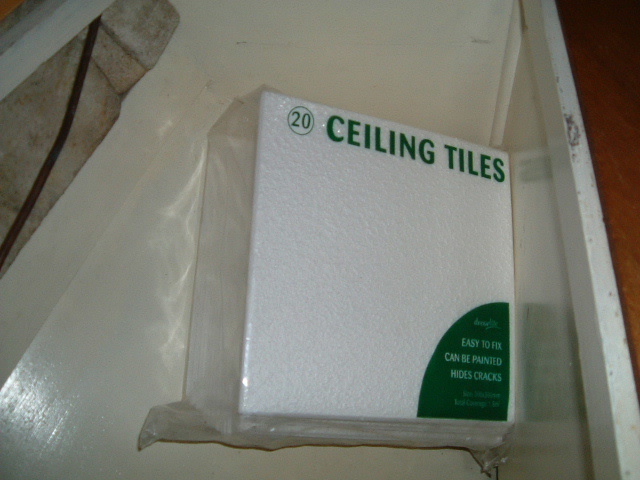 20 CEILING TILES
EASY TO FIX
CAN BE PAINTED
HIDES CRACKS